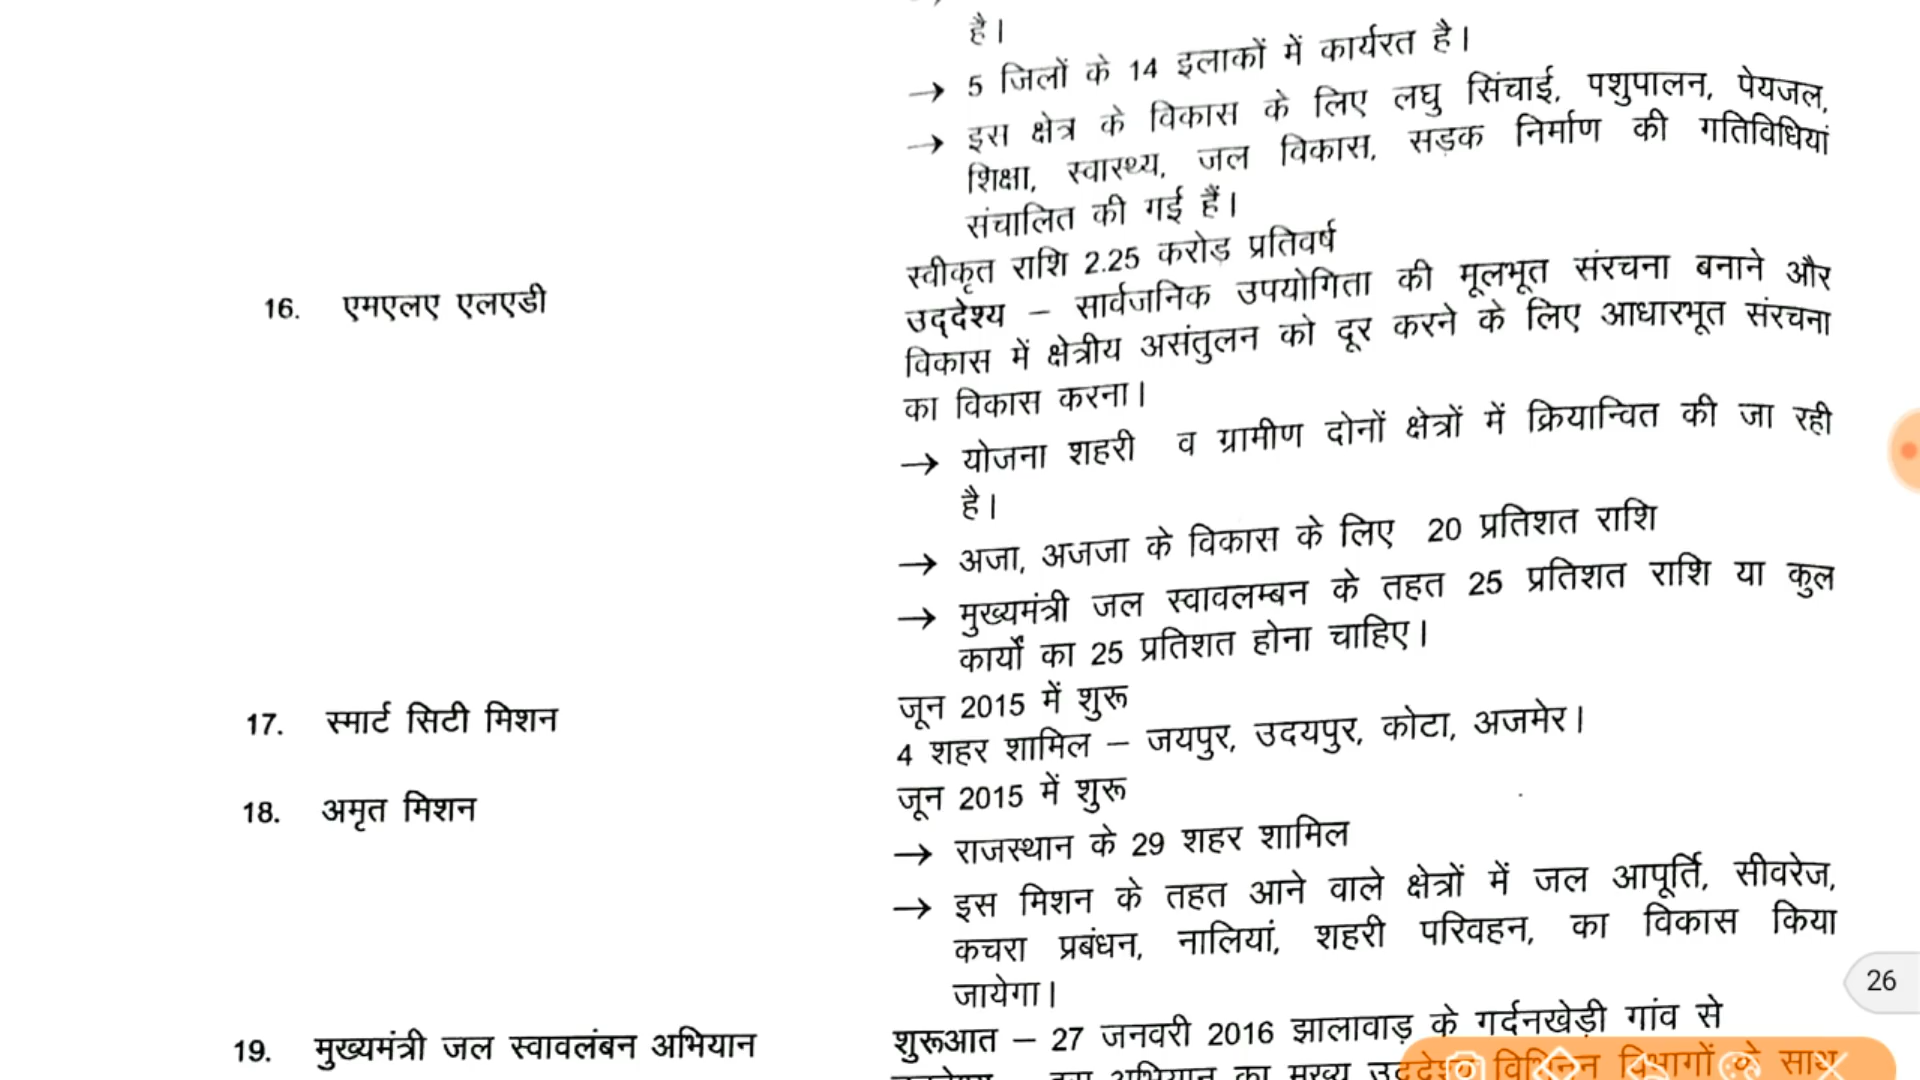 है।
→ 5 जिलों के 14 इलाकों में कार्यरत है।
→ इस क्षेत्र के विकास के लिए लघु सिंचाई, पशुपालन, पेयजल,
शिक्षा, स्वास्थ्य, जल विकास, सड़क निर्माण की गतिविधियां
संचालित की गई हैं।
16. एमएलए एलएडी
स्वीकृत राशि 2.25 करोड़ प्रतिवर्ष
उद्देश्य – सार्वजनिक उपयोगिता की मूलभूत संरचना बनाने और
विकास में क्षेत्रीय असंतुलन को दूर करने के लिए आधारभूत संरचना
का विकास करना।
→ योजना शहरी व ग्रामीण दोनों क्षेत्रों में क्रियान्वित की जा रही
है।
→ अजा, अजजा के विकास के लिए 20 प्रतिशत राशि
→ मुख्यमंत्री जल स्वावलम्बन के तहत 25 प्रतिशत राशि या कुल
कार्यों का 25 प्रतिशत होना चाहिए।
17. स्मार्ट सिटी मिशन
जून 2015 में शुरू
4 शहर शामिल – जयपुर, उदयपुर, कोटा, अजमेर।
18. अमृत मिशन
जून 2015 में शुरू
→ राजस्थान के 29 शहर शामिल
→ इस मिशन के तहत आने वाले क्षेत्रों में जल आपूर्ति, सीवरेज,
कचरा प्रबंधन, नालियां, शहरी परिवहन, का विकास किया
जायेगा।
26
19. मुख्यमंत्री जल स्वावलंबन अभियान
शुरूआत – 27 जनवरी 2016 झालावाड़ के गर्दनखेड़ी गांव से
इस अभियान का मुख्य उद्देश्य विभिन्न विभागों के साथ